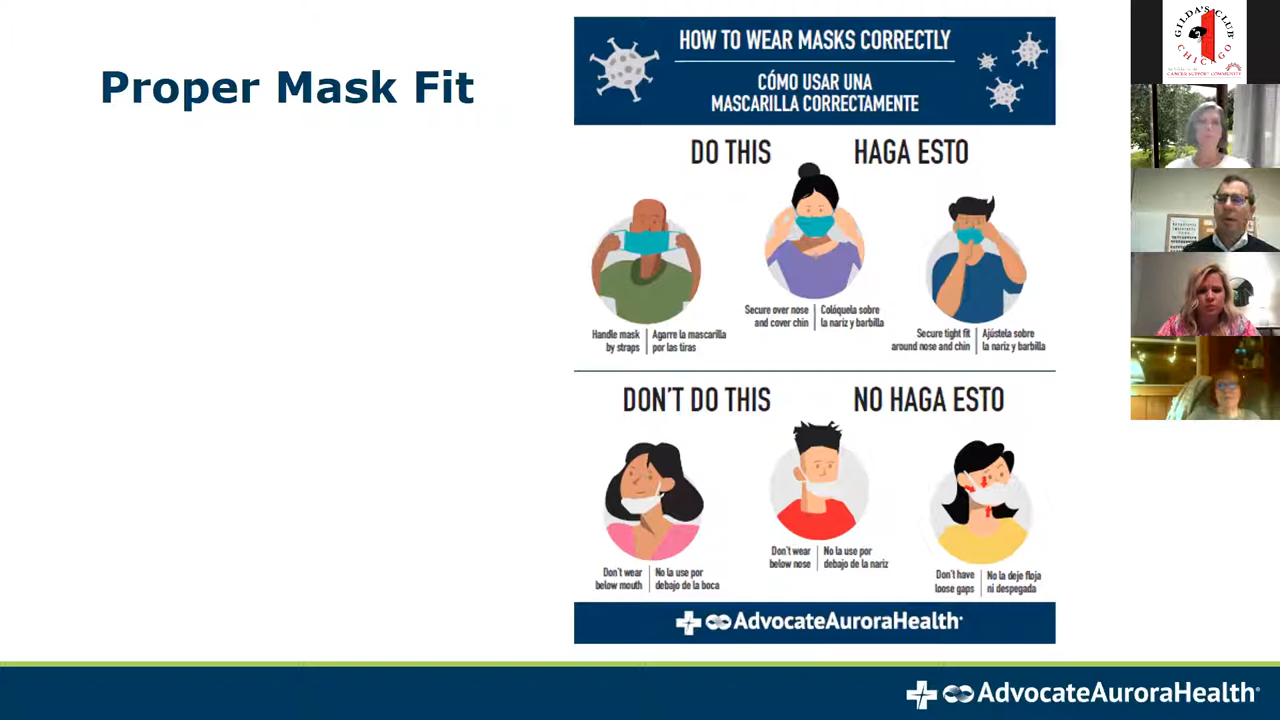 Proper Mask Fit
HOW TO WEAR MASKS CORRECTLY
CÓMO USAR UNA
MASCARILLA CORRECTAMENTE
DO THIS
HAGA ESTO
Handle mask
by straps
Agarre la mascarilla
por las tiras
Secure over nose
and cover chin
Colóquela sobre
la nariz y barbilla
Secure tight fit
around nose and chin
Ajústela sobre
la nariz y barbilla
DON'T DO THIS
NO HAGA ESTO
Don't wear
below mouth
No la use por
debajo de la boca
Don't wear
below nose
No la use por
debajo de la nariz
Don't have
loose gaps
No la deje floja
ni despegada
AdvocateAuroraHealth
AdvocateAuroraHealth
GILDA'S CLUB
CHICAGO
CANCER SUPPORT COMMUNITY